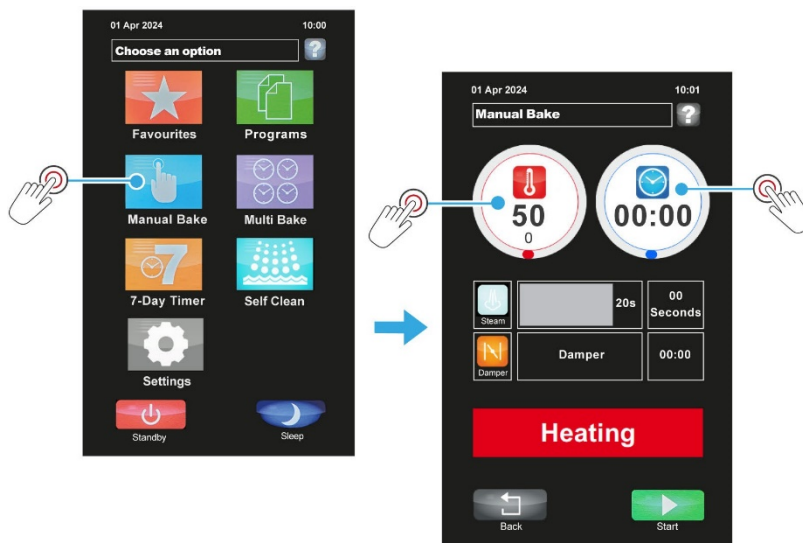 01 Apr 2024 10:00
Choose an option ?
Favourites Programs
Manual Bake Multi Bake
7
7-Day Timer Self Clean
Settings
Standby Sleep
01 Apr 2024 10:01
Manual Bake ?
50 00:00
0
Steam 20s 00 Seconds
Damper Damper 00:00
Heating
Back Start